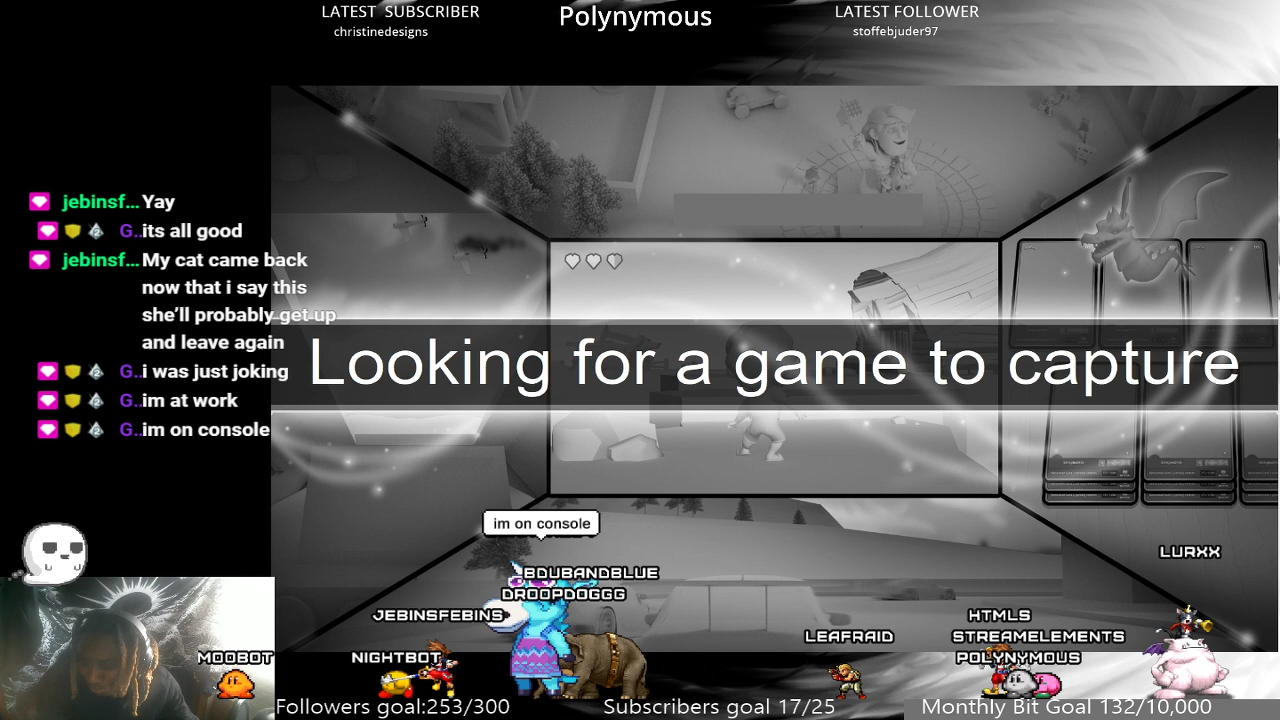 LATEST SUBSCRIBER
christinedesigns
Polynymous
LATEST FOLLOWER
stoffebjuder97
jebinsf... Yay
G.. its all good
jebinsf... My cat came back
now that i say this
she'll probably get up
and leave again
G.. i was just joking
G.. im at work
G.. im on console
Looking for a game to capture
im on console
BDUBANDBLUE
DROOPDOGGG
JEBINSFEBINS
NIGHTBOT
MOOBOT
LEAFRAID
LURXX
HTMLS
STREAMELEMENTS
POLYNYMOUS
Followers goal:253/300
Subscribers goal 17/25
Monthly Bit Goal 132/10,000